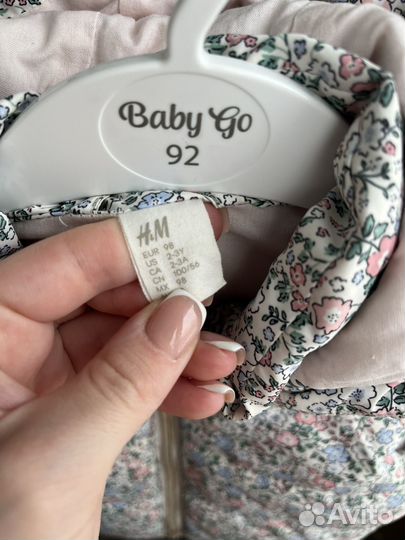 Baby Go
92
H&M
EUR 98
US 2-3Y
CA 2-3A
CN 100/56
MX 98
Avito